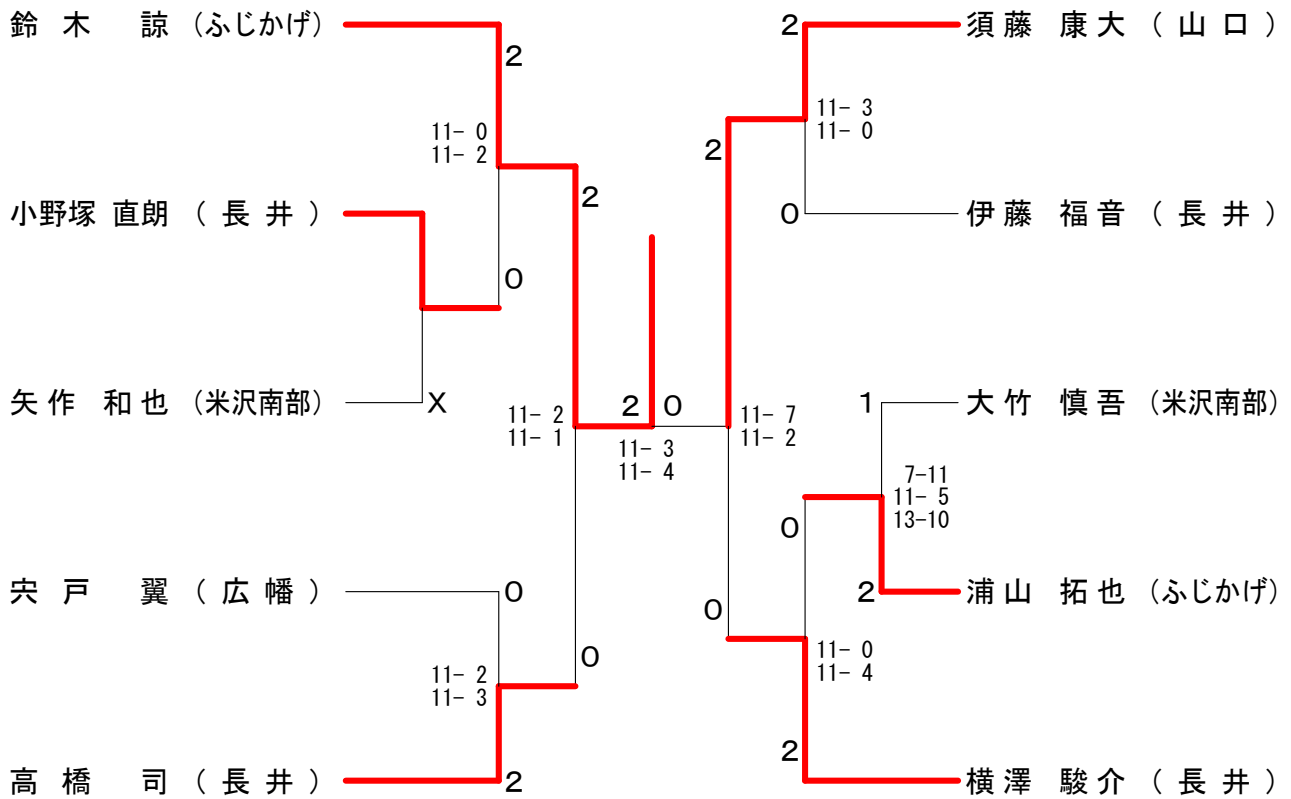 鈴木 諒 (ふじかげ)
2
11- 0
11- 2
小野塚 直朗 ( 長井 )
0
矢作 和也 (米沢南部)
X
2
11- 2
11- 1
宍戸 翼 ( 広幡 )
0
11- 2
11- 3
0
高橋 司 ( 長井 )
2
2 0
11- 3
11- 4
2
須藤 康大 ( 山口 )
11- 3
11- 0
2
0
伊藤 福音 ( 長井 )
11- 7
11- 2
1
大竹 慎吾 (米沢南部)
7-11
11- 5
13-10
0
2
浦山 拓也 (ふじかげ)
0
11- 0
11- 4
2
横澤 駿介 ( 長井 )